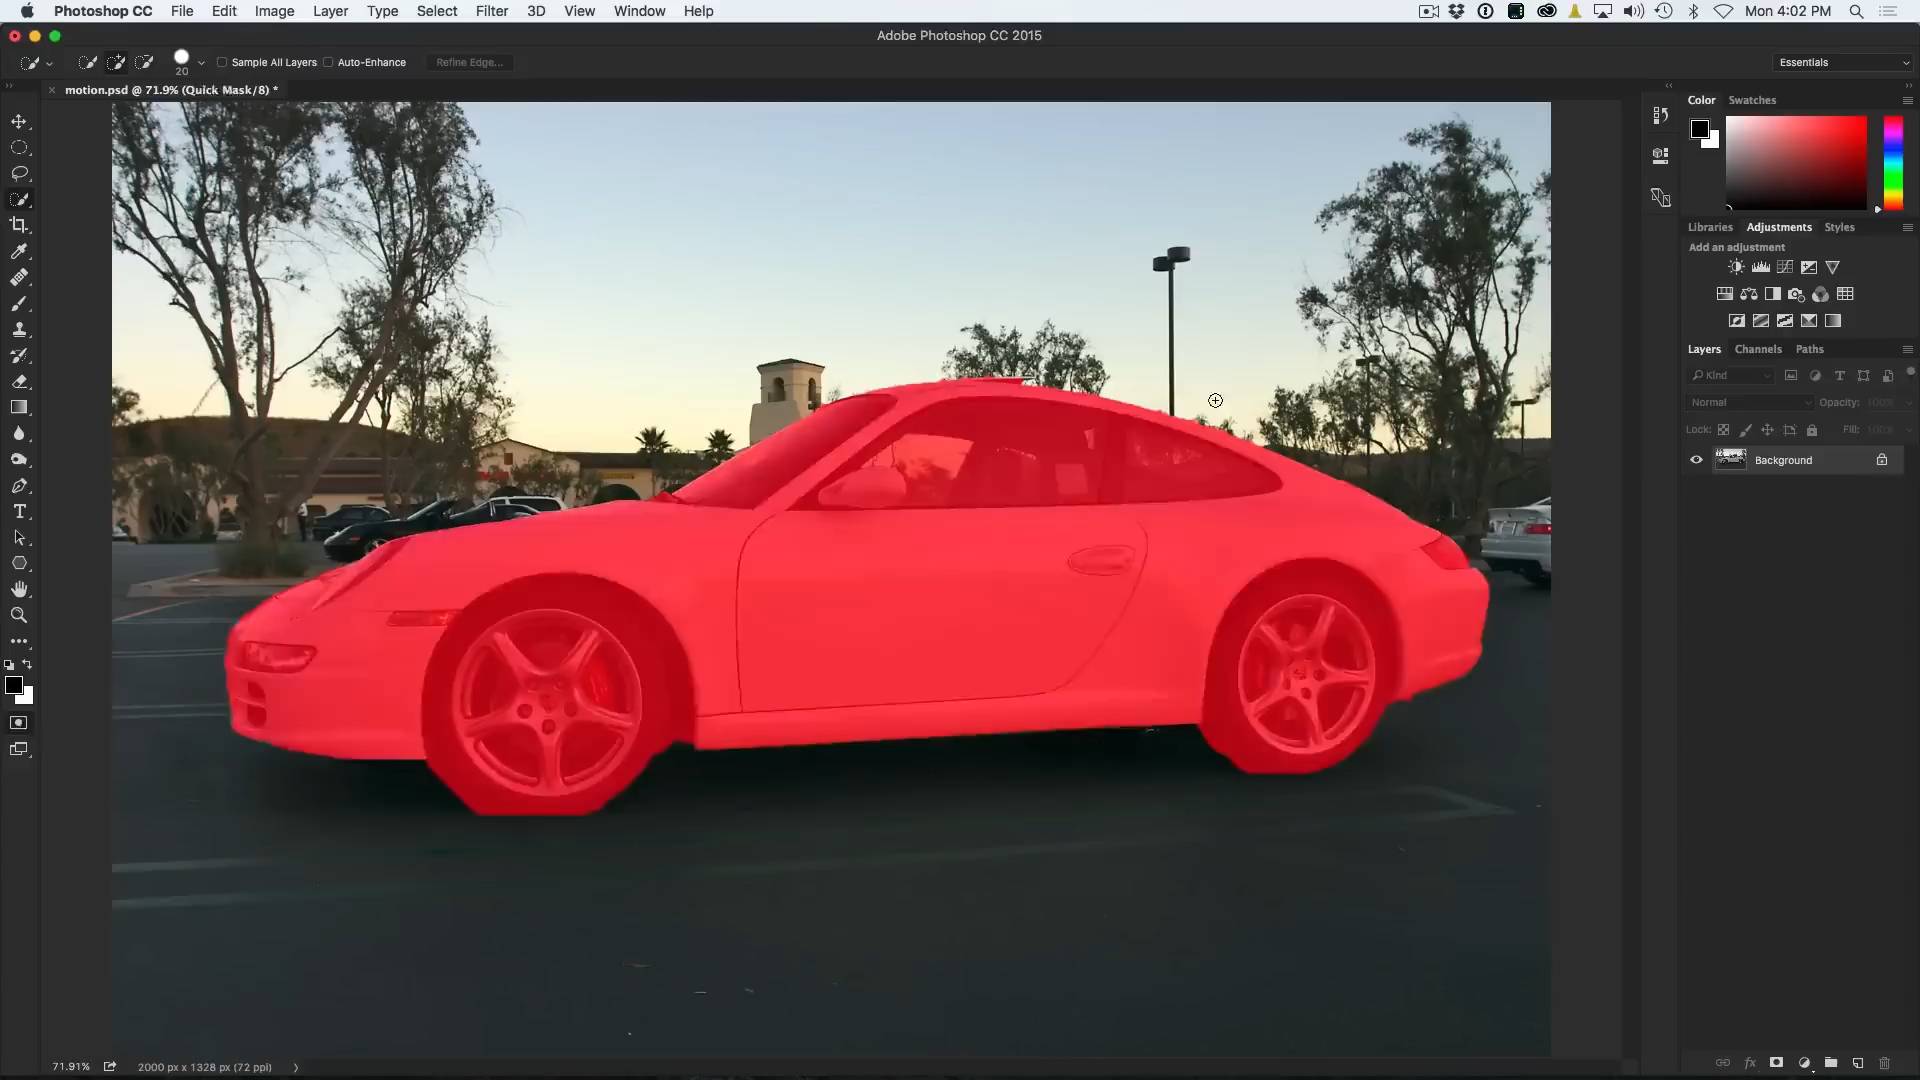 Photoshop CC File Edit Image Layer Type Select Filter 3D View Window Help Mon 4:02 PM
Adobe Photoshop CC 2015
20 Sample All Layers Auto-Enhance Refine Edge... Essentials
motion.psd @ 71.9% (Quick Mask/8) *
Color Swatches
Libraries Adjustments Styles
Add an adjustment
Layers Channels Paths
Kind
Normal Opacity: 100%
Lock: Fill: 100%
Background
71.91% 2000 px x 1328 px (72 ppi)